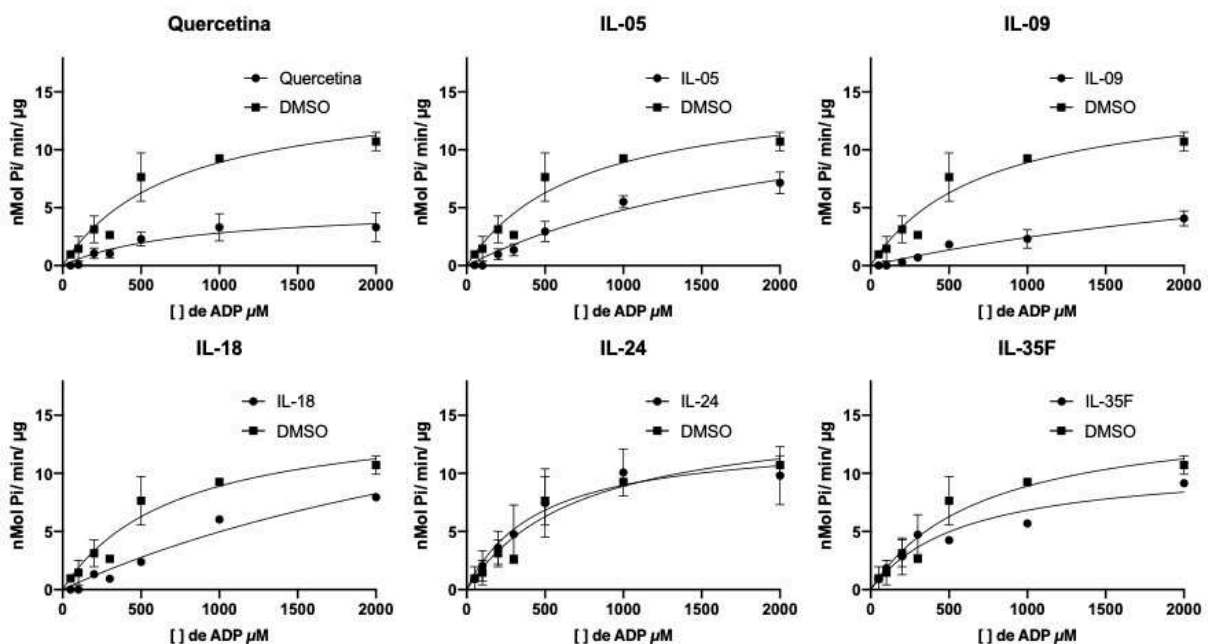 Quercetina
nMol Pi/ min/ µg
15
10
5
0
Quercetina
DMSO
0 500 1000 1500 2000
[ ] de ADP µM
IL-05
nMol Pi/ min/ µg
15
10
5
0
IL-05
DMSO
0 500 1000 1500 2000
[ ] de ADP µM
IL-09
nMol Pi/ min/ µg
15
10
5
0
IL-09
DMSO
0 500 1000 1500 2000
[ ] de ADP µM
IL-18
nMol Pi/ min/ µg
15
10
5
0
IL-18
DMSO
0 500 1000 1500 2000
[ ] de ADP µM
IL-24
nMol Pi/ min/ µg
15
10
5
0
IL-24
DMSO
0 500 1000 1500 2000
[ ] de ADP µM
IL-35F
nMol Pi/ min/ µg
15
10
5
0
IL-35F
DMSO
0 500 1000 1500 2000
[ ] de ADP µM